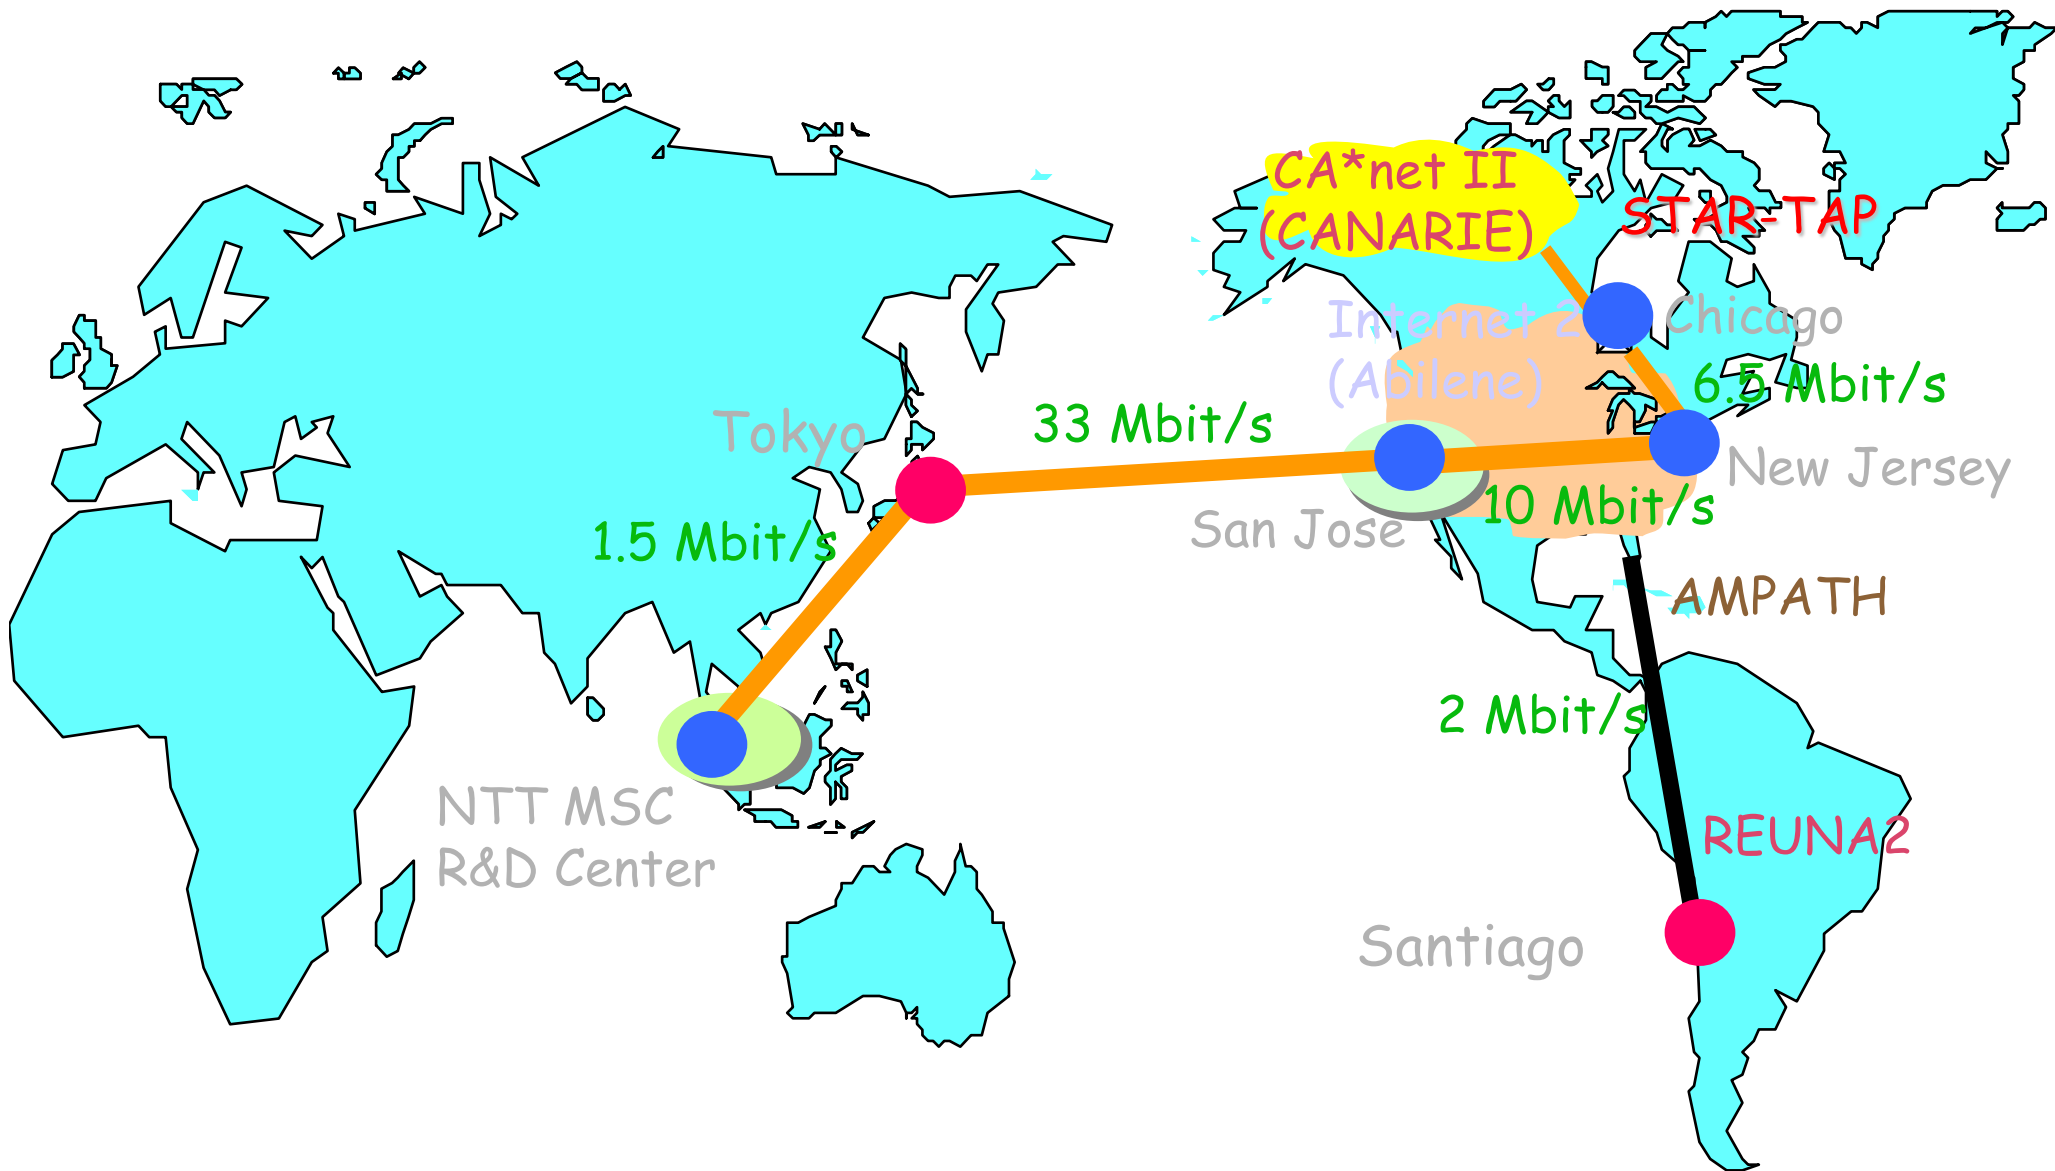 CA*net II
(CANARIE)
STAR-TAP
Internet 2
(Abilene)
Chicago
6.5 Mbit/s
Tokyo
33 Mbit/s
New Jersey
10 Mbit/s
San Jose
1.5 Mbit/s
AMPATH
2 Mbit/s
NTT MSC
R&D Center
REUNA2
Santiago